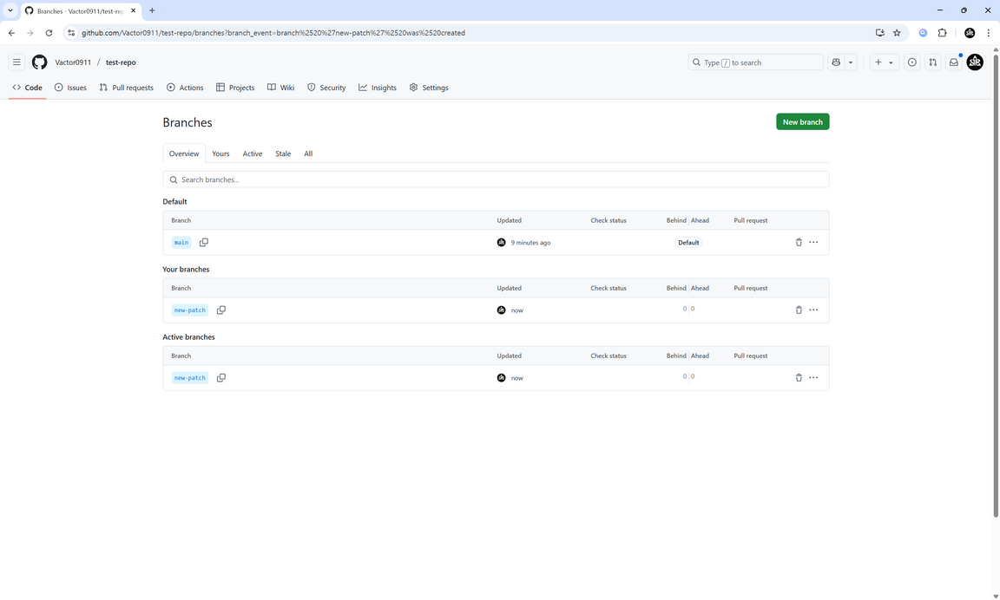 Branches · Vactor0911/test-rep
github.com/Vactor0911/test-repo/branches?branch_event=branch%2520%27new-patch%27%2520was%2520created
Vactor0911 / test-repo
Type / to search
Code Issues Pull requests Actions Projects Wiki Security Insights Settings
Branches
New branch
Overview Yours Active Stale All
Search branches...
Default
Branch Updated Check status Behind Ahead Pull request
main 9 minutes ago Default
Your branches
Branch Updated Check status Behind Ahead Pull request
new-patch now 0 0
Active branches
Branch Updated Check status Behind Ahead Pull request
new-patch now 0 0